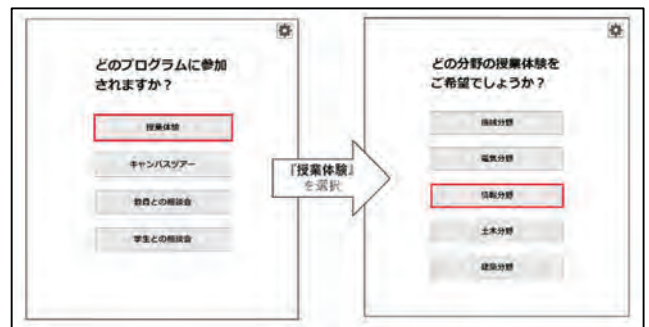 どのプログラムに参加
されますか？
授業体験
キャンパスツアー
教員との相談会
学生との相談会
『授業体験』
を選択
どの分野の授業体験を
ご希望でしょうか？
機械分野
電気分野
情報分野
土木分野
建築分野